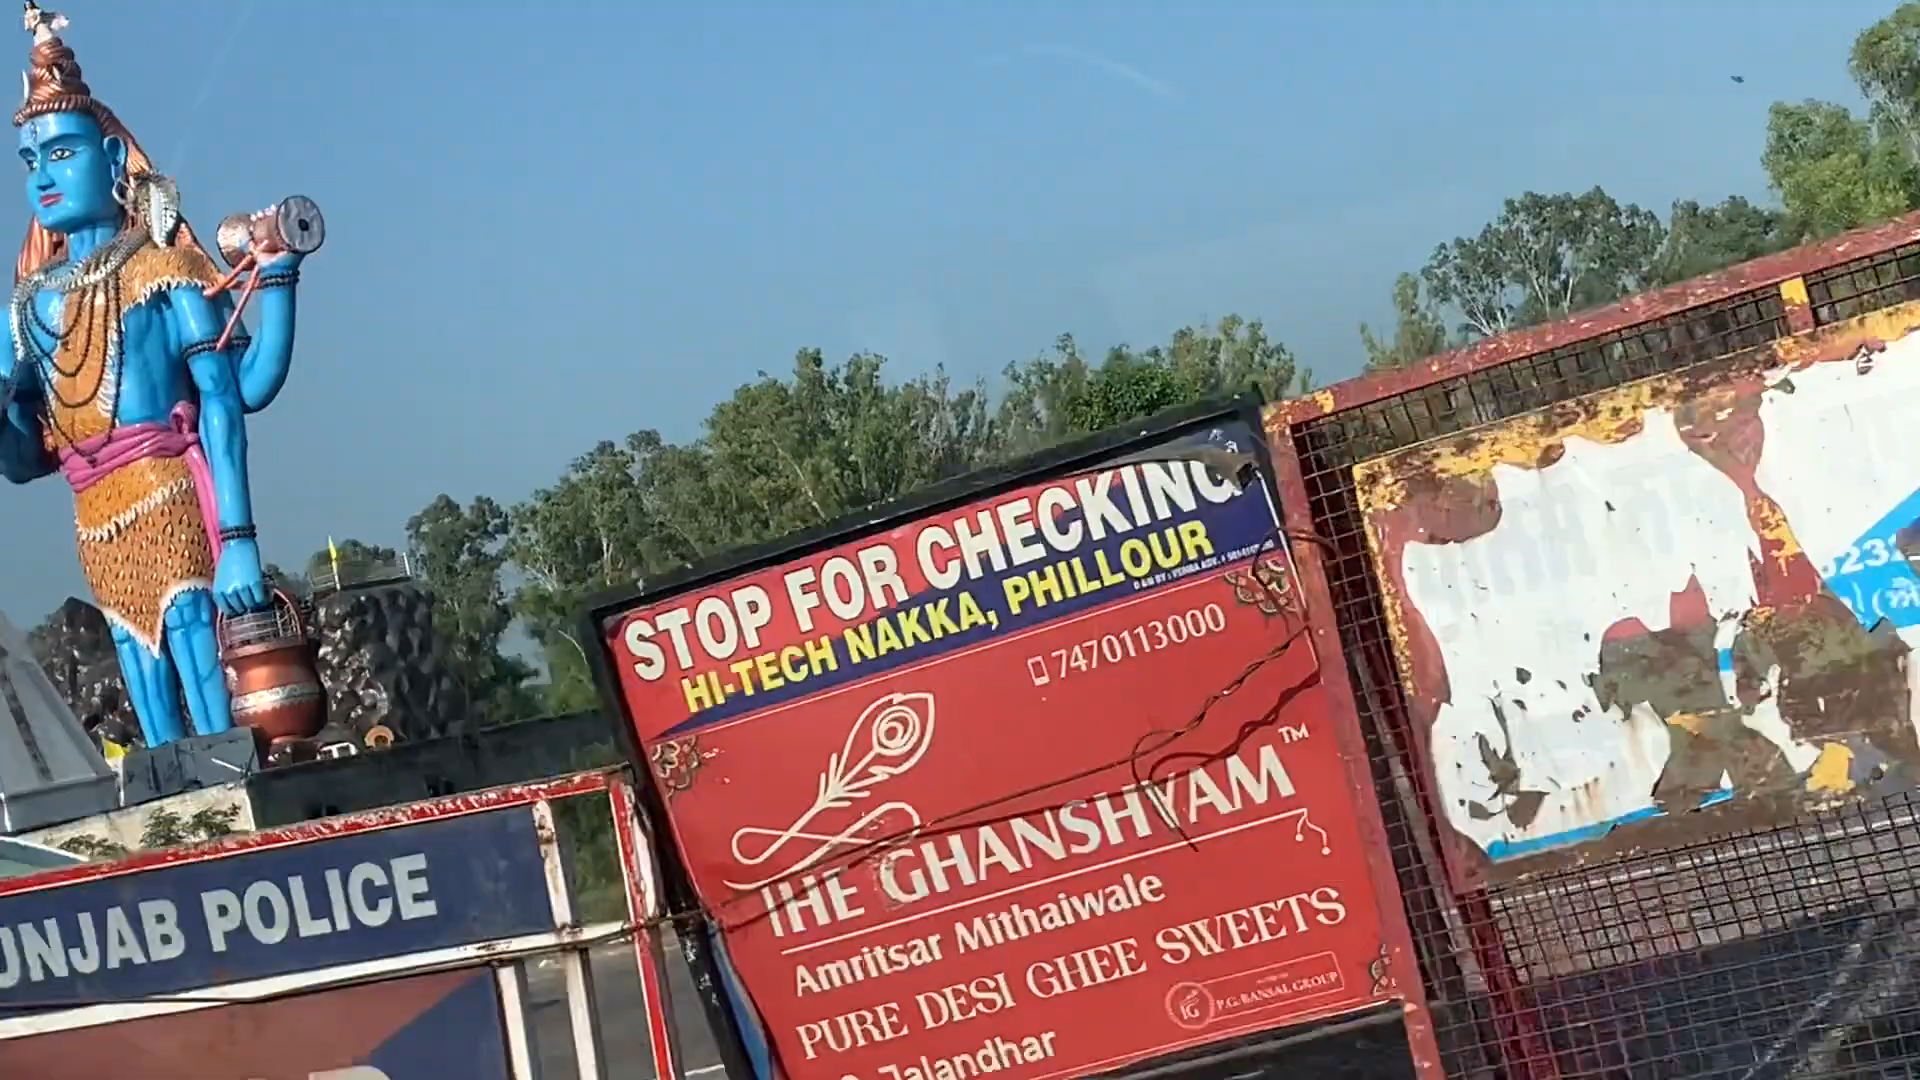 STOP FOR CHECKING
HI-TECH NAKKA, PHILLOUR
7470113000
THE GHANSHYAM™
Amritsar Mithaiwale
PURE DESI GHEE SWEETS
P.G. BANSAL GROUP
Jalandhar
UNJAB POLICE